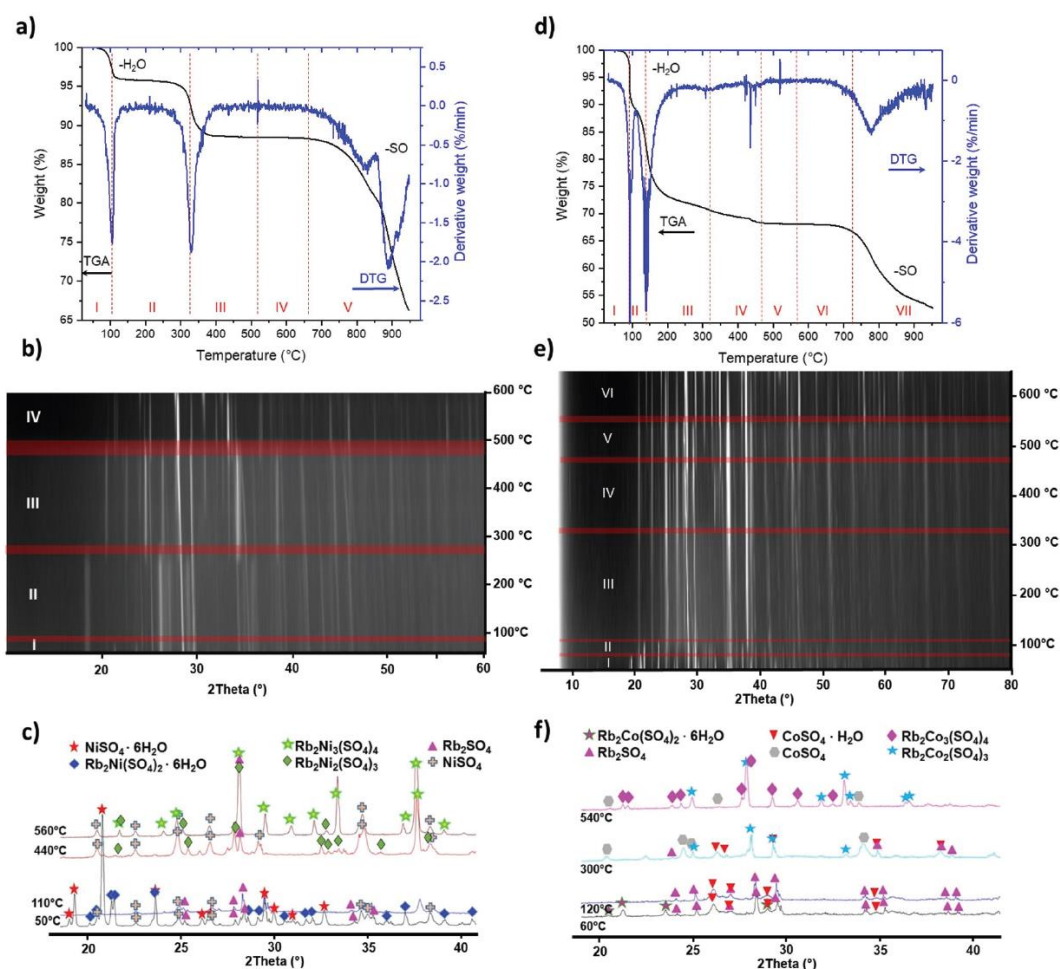 a)
100
95
90
85
80
75
70
65
Weight (%)
-H₂O
-SO
TGA
DTG
0.5
0.0
-0.5
-1.0
-1.5
-2.0
-2.5
Derivative weight (%/min)
I II III IV V
100 200 300 400 500 600 700 800 900
Temperature (°C)
d)
100
95
90
85
80
75
70
65
60
55
50
Weight (%)
-H₂O
DTG
TGA
-SO
0
-2
-4
-6
Derivative weight (%/min)
I II III IV V VI VII
100 200 300 400 500 600 700 800 900
Temperature (°C)
b)
IV
III
II
I
600 °C
500 °C
400 °C
300 °C
200 °C
100°C
20 30 40 50 60
2Theta (°)
e)
VI
V
IV
III
II
I
600 °C
500 °C
400 °C
300 °C
200 °C
100°C
10 20 30 40 50 60 70 80
2Theta (°)
c)
NiSO₄ · 6H₂O Rb₂Ni₃(SO₄)₄ Rb₂SO₄
Rb₂Ni(SO₄)₂ · 6H₂O Rb₂Ni₂(SO₄)₃ NiSO₄
560°C
440°C
110°C
50°C
20 25 30 35 40
2Theta (°)
f)
Rb₂Co(SO₄)₂ · 6H₂O CoSO₄ · H₂O Rb₂Co₃(SO₄)₄
Rb₂SO₄ CoSO₄ Rb₂Co₂(SO₄)₃
540°C
300°C
120°C
60°C
20 25 30 35 40
2Theta (°)